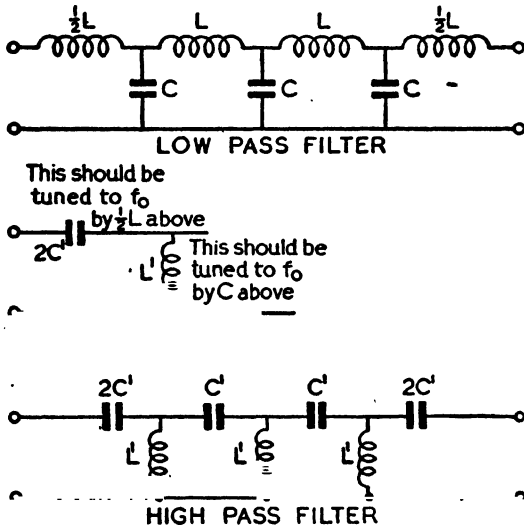 ½L L L ½L
C C C
LOW PASS FILTER
This should be
tuned to f₀
by ½L above
2C'
L'
This should be
tuned to f₀
by C above
2C' C' C' 2C'
L' L' L'
HIGH PASS FILTER